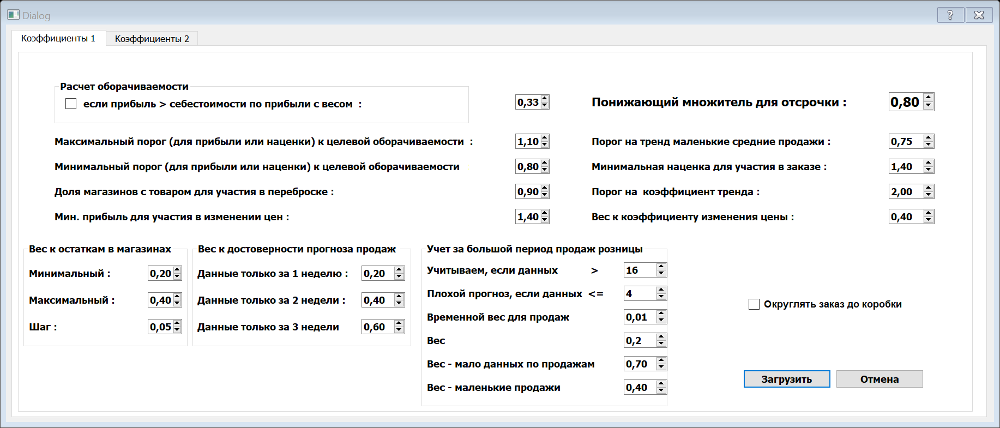 Dialog
Коэффициенты 1
Коэффициенты 2
Расчет оборачиваемости
если прибыль > себестоимости по прибыли с весом :
0,33
Понижающий множитель для отсрочки :
0,80
Максимальный порог (для прибыли или наценки) к целевой оборачиваемости :
1,10
Порог на тренд маленькие средние продажи :
0,75
Минимальный порог (для прибыли или наценки) к целевой оборачиваемости
0,80
Минимальная наценка для участия в заказе :
1,40
Доля магазинов с товаром для участия в переброске :
0,90
Порог на коэффициент тренда :
2,00
Мин. прибыль для участия в изменении цен :
1,40
Вес к коэффициенту изменения цены :
0,40
Вес к остаткам в магазинах
Минимальный :
0,20
Максимальный :
0,40
Шаг :
0,05
Вес к достоверности прогноза продаж
Данные только за 1 неделю :
0,20
Данные только за 2 недели :
0,40
Данные только за 3 недели
0,60
Учет за большой период продаж розницы
Учитываем, если данных >
16
Плохой прогноз, если данных <=
4
Временной вес для продаж
0,01
Вес
0,2
Вес - мало данных по продажам
0,70
Вес - маленькие продажи
0,40
Округлять заказ до коробки
Загрузить
Отмена